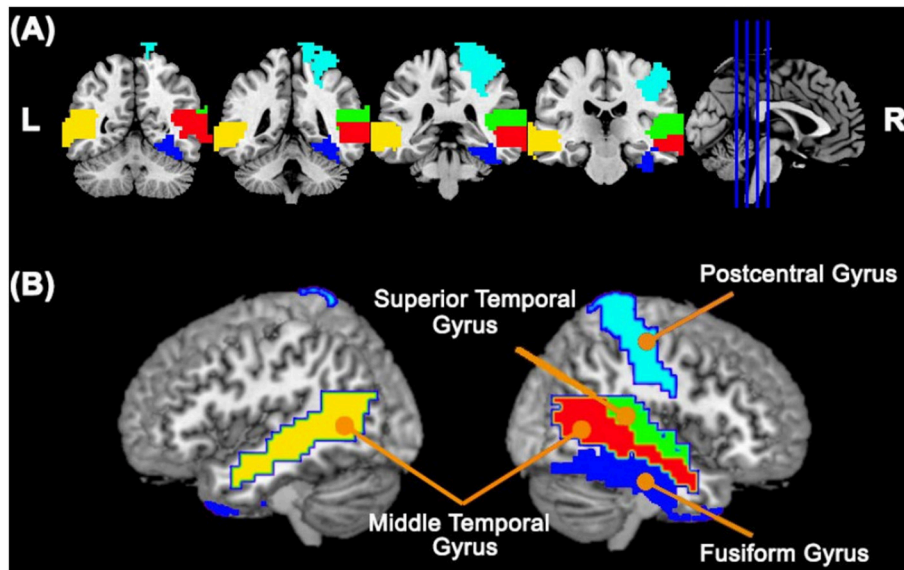 (A)
L
R
(B)
Postcentral Gyrus
Superior Temporal
Gyrus
Middle Temporal
Gyrus
Fusiform Gyrus